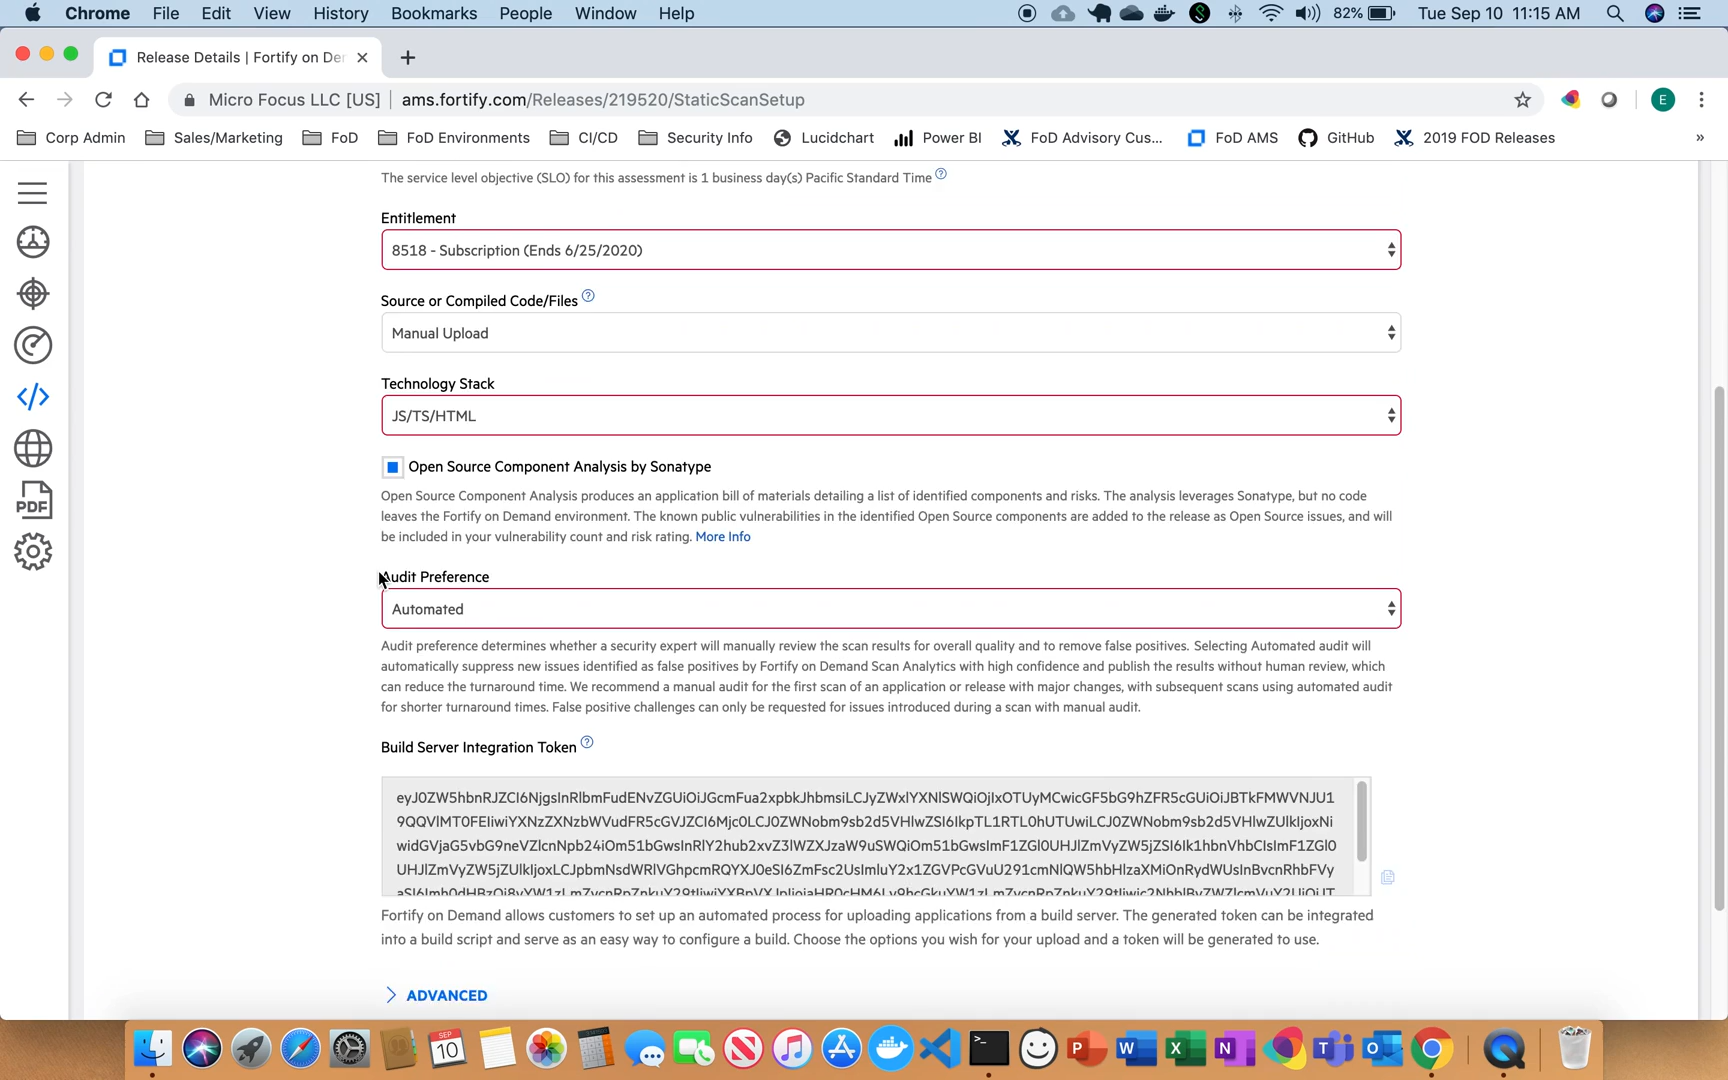 Chrome File Edit View History Bookmarks People Window Help 82% Tue Sep 10 11:15 AM
Release Details | Fortify on Der
Micro Focus LLC [US] | ams.fortify.com/Releases/219520/StaticScanSetup E
Corp Admin Sales/Marketing FoD FoD Environments CI/CD Security Info Lucidchart Power BI FoD Advisory Cus... FoD AMS GitHub 2019 FOD Releases »
The service level objective (SLO) for this assessment is 1 business day(s) Pacific Standard Time ?
Entitlement
8518 - Subscription (Ends 6/25/2020)
Source or Compiled Code/Files ?
Manual Upload
Technology Stack
JS/TS/HTML
Open Source Component Analysis by Sonatype
Open Source Component Analysis produces an application bill of materials detailing a list of identified components and risks. The analysis leverages Sonatype, but no code
leaves the Fortify on Demand environment. The known public vulnerabilities in the identified Open Source components are added to the release as Open Source issues, and will
be included in your vulnerability count and risk rating. More Info
Audit Preference
Automated
Audit preference determines whether a security expert will manually review the scan results for overall quality and to remove false positives. Selecting Automated audit will
automatically suppress new issues identified as false positives by Fortify on Demand Scan Analytics with high confidence and publish the results without human review, which
can reduce the turnaround time. We recommend a manual audit for the first scan of an application or release with major changes, with subsequent scans using automated audit
for shorter turnaround times. False positive challenges can only be requested for issues introduced during a scan with manual audit.
Build Server Integration Token ?
Fortify on Demand allows customers to set up an automated process for uploading applications from a build server. The generated token can be integrated
into a build script and serve as an easy way to configure a build. Choose the options you wish for your upload and a token will be generated to use.
ADVANCED
PDF
SEP
10